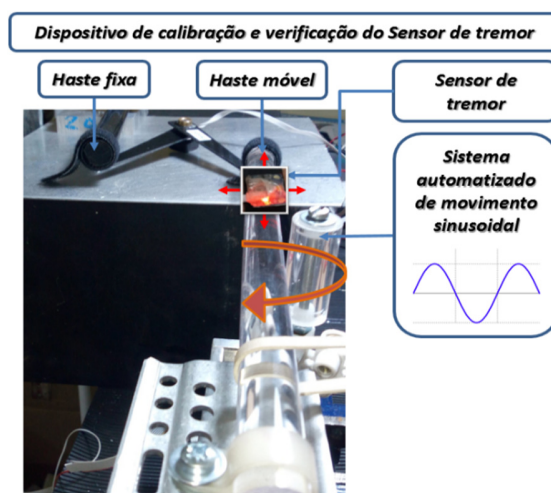 Dispositivo de calibração e verificação do Sensor de tremor
Haste fixa
Haste móvel
Sensor de
tremor
Sistema
automatizado
de movimento
sinusoidal